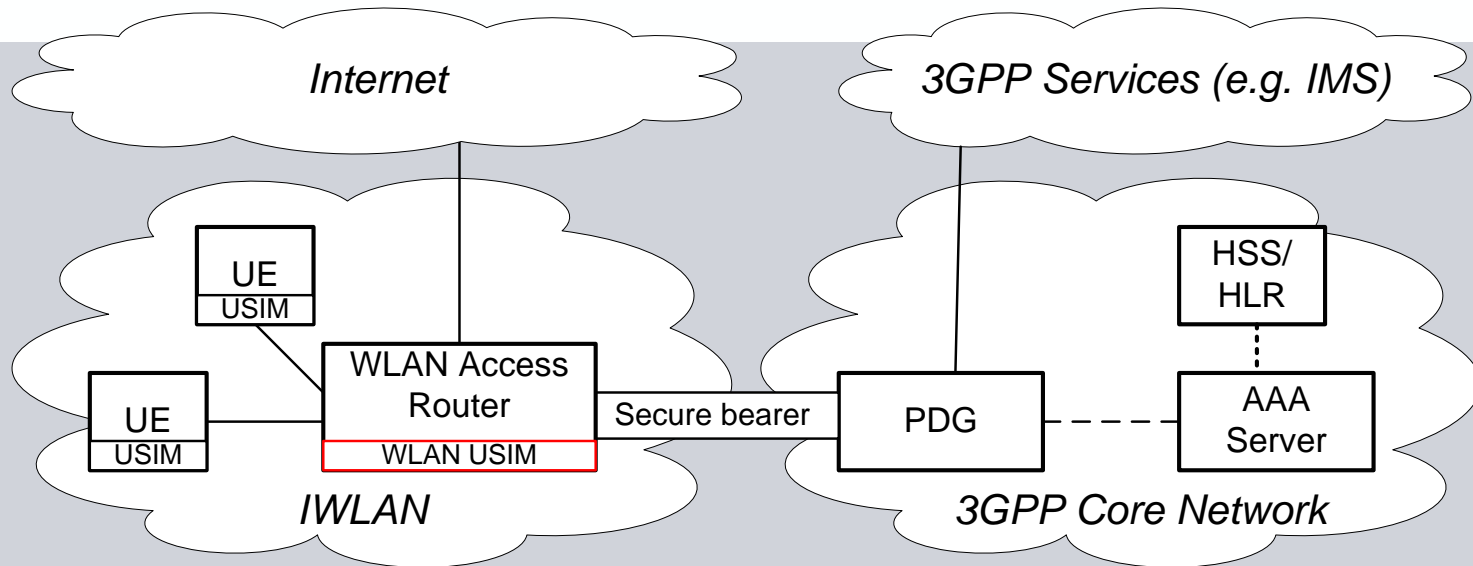 Internet
3GPP Services (e.g. IMS)
UE
USIM
HSS/
HLR
WLAN Access
Router
WLAN USIM
UE
USIM
Secure bearer
PDG
AAA
Server
IWLAN
3GPP Core Network